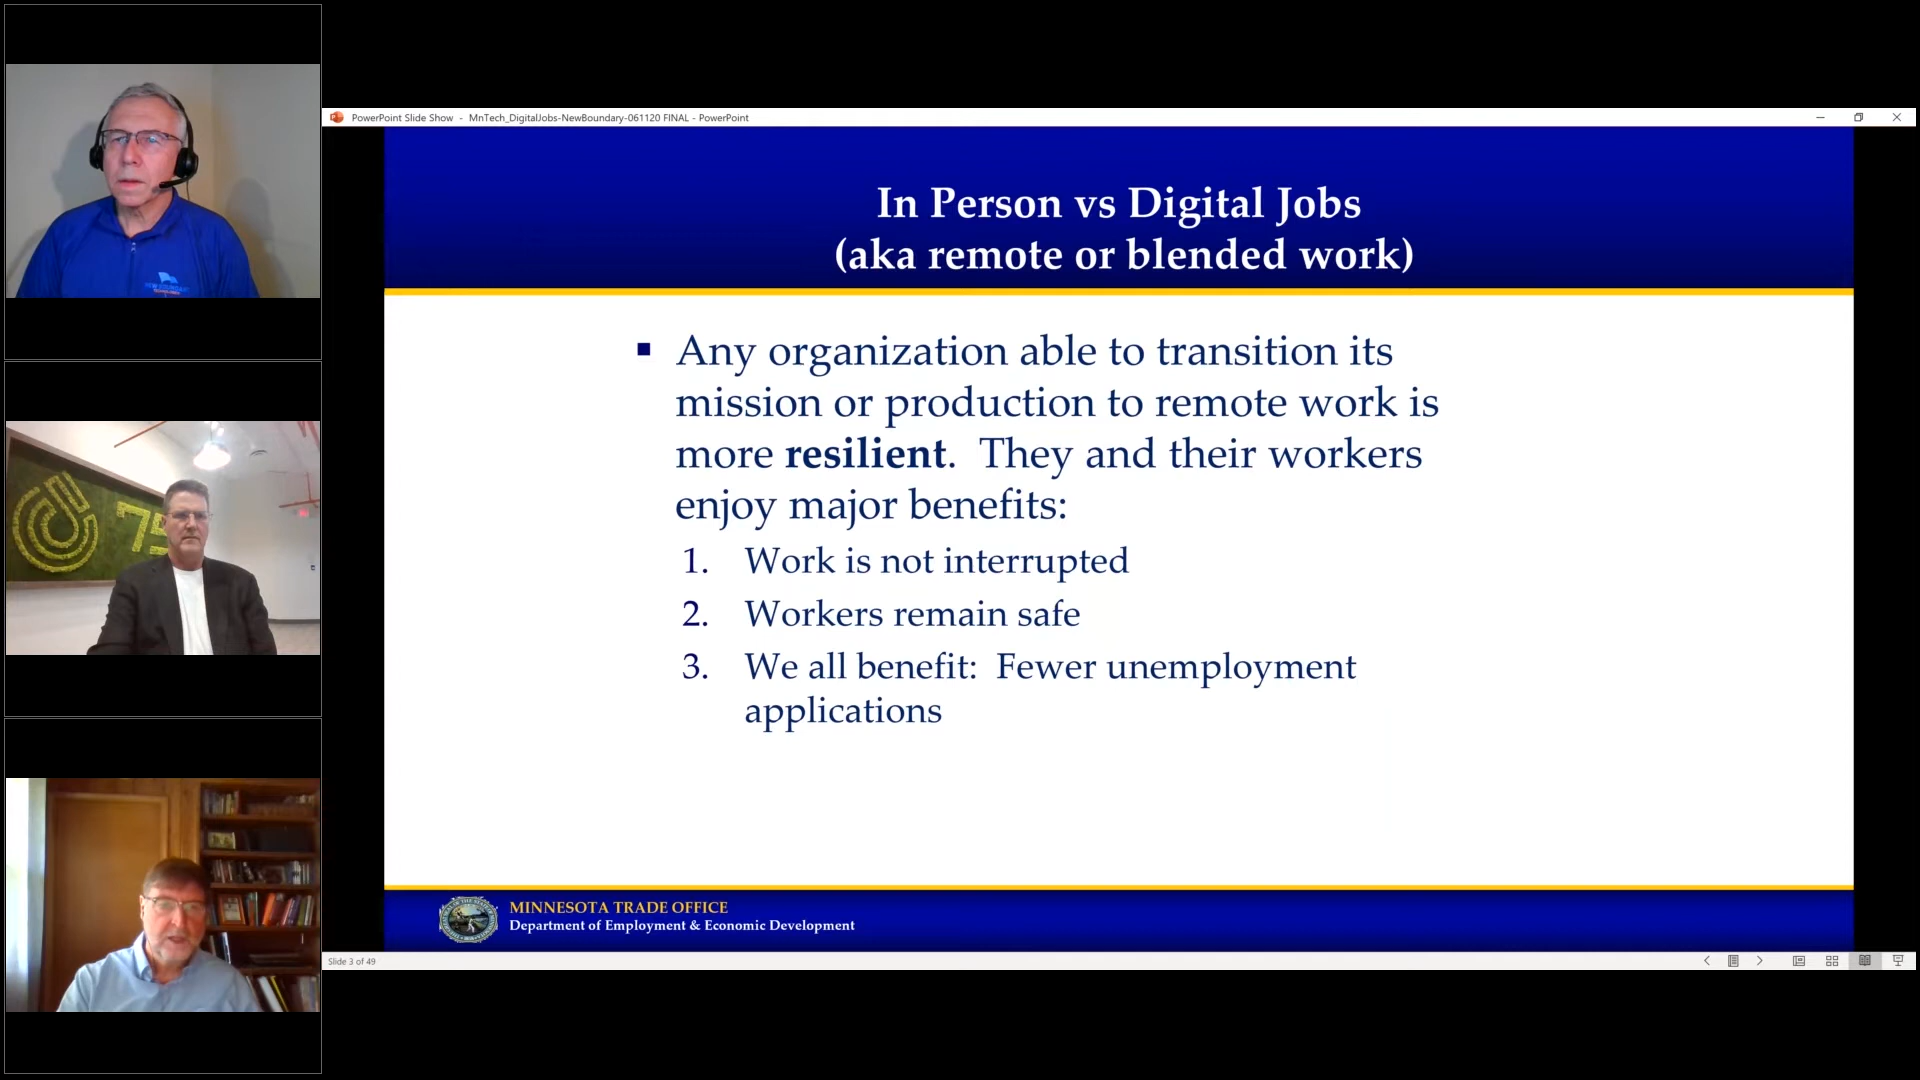 PowerPoint Slide Show - MnTech_DigitalJobs-NewBoundary-061120 FINAL - PowerPoint
In Person vs Digital Jobs
(aka remote or blended work)
▪ Any organization able to transition its
mission or production to remote work is
more resilient. They and their workers
enjoy major benefits:
1. Work is not interrupted
2. Workers remain safe
3. We all benefit: Fewer unemployment
applications
MINNESOTA TRADE OFFICE
Department of Employment & Economic Development
Slide 3 of 49
NEW BOUNDARY
75